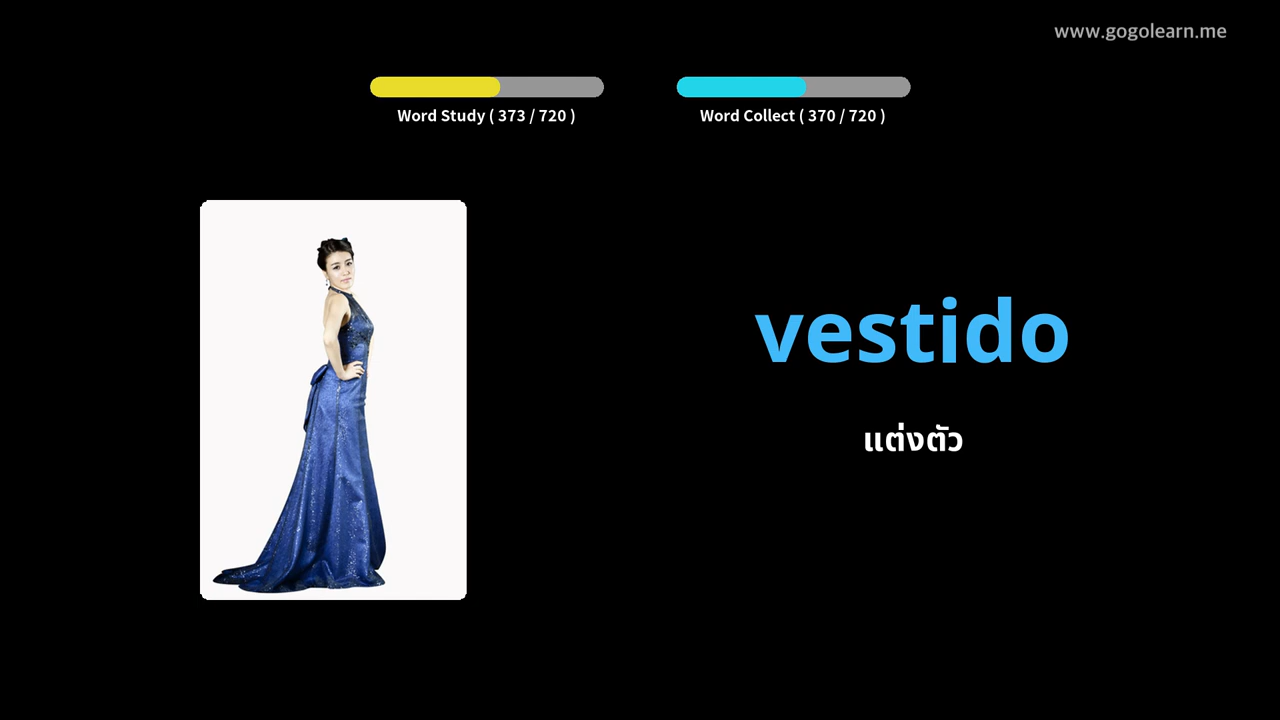 www.gogolearn.me
Word Study ( 373 / 720 )
Word Collect ( 370 / 720 )
vestido
แต่งตัว